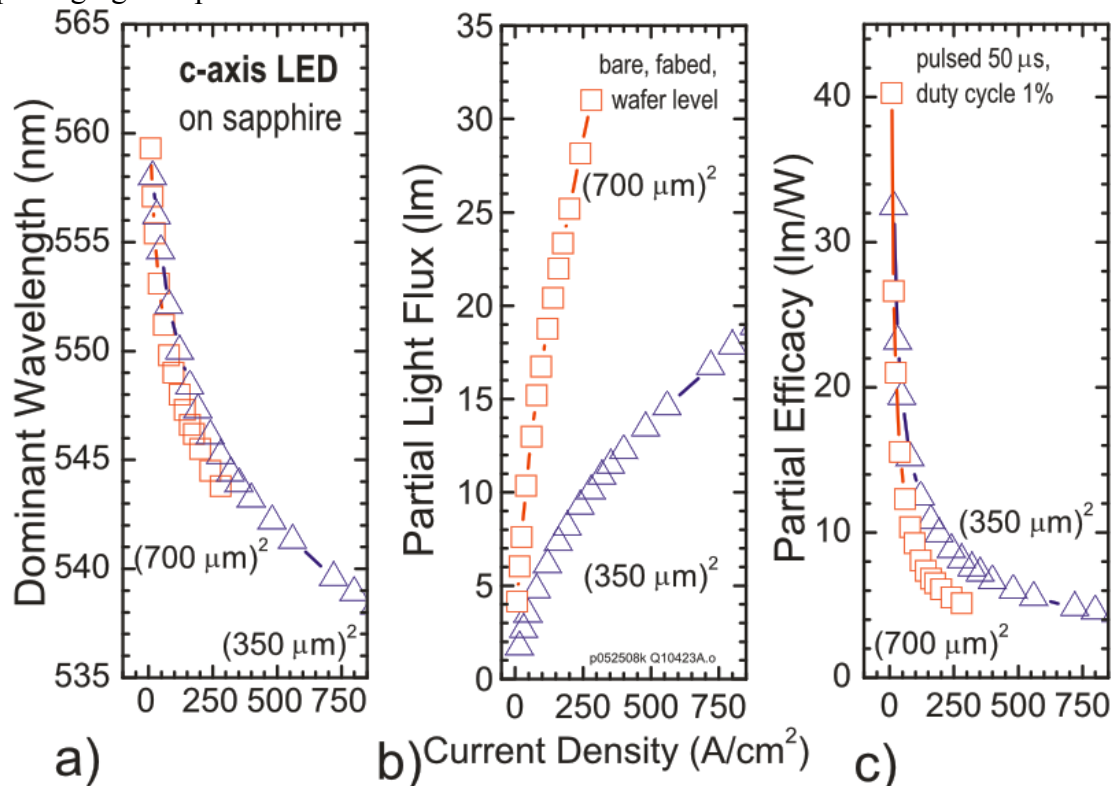 565
560
555
550
545
540
535
Dominant Wavelength (nm)
c-axis LED
on sapphire
(700 μm)²
(350 μm)²
0 250 500 750
a)
35
30
25
20
15
10
5
0
Partial Light Flux (lm)
bare, fabed,
wafer level
(700 μm)²
(350 μm)²
p052508k Q10423A.o
0 250 500 750
b)
Current Density (A/cm²)
40
30
20
10
0
Partial Efficacy (lm/W)
pulsed 50 μs,
duty cycle 1%
(350 μm)²
(700 μm)²
0 250 500 750
c)